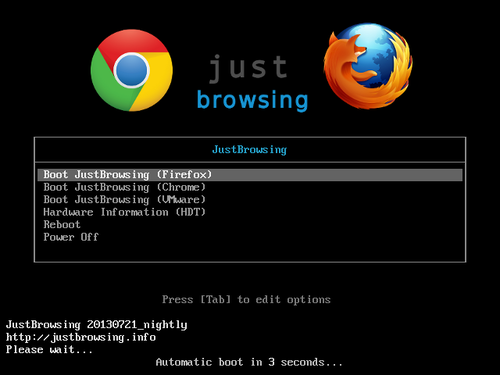 just
browsing
JustBrowsing
Boot JustBrowsing (Firefox)
Boot JustBrowsing (Chrome)
Boot JustBrowsing (VMware)
Hardware Information (HDT)
Reboot
Power Off
Press [Tab] to edit options
JustBrowsing 20130721_nightly
http://justbrowsing.info
Please wait...
Automatic boot in 3 seconds...